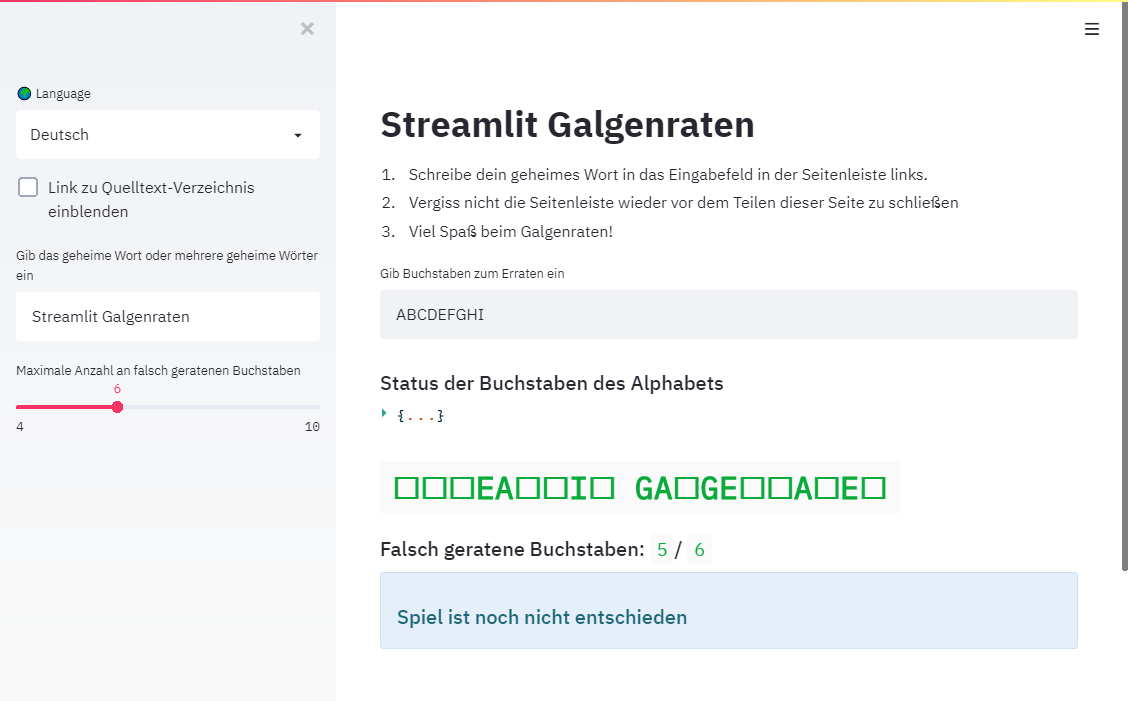 ×
☰
🌍 Language
Deutsch
Link zu Quelltext-Verzeichnis
einblenden
Gib das geheime Wort oder mehrere geheime Wörter
ein
Streamlit Galgenraten
Maximale Anzahl an falsch geratenen Buchstaben
6
4 10
Streamlit Galgenraten
1. Schreibe dein geheimes Wort in das Eingabefeld in der Seitenleiste links.
2. Vergiss nicht die Seitenleiste wieder vor dem Teilen dieser Seite zu schließen
3. Viel Spaß beim Galgenraten!
Gib Buchstaben zum Erraten ein
ABCDEFGHI
Status der Buchstaben des Alphabets
{...}
□□□EA□□I□ GA□GE□□A□E□
Falsch geratene Buchstaben: 5 / 6
Spiel ist noch nicht entschieden